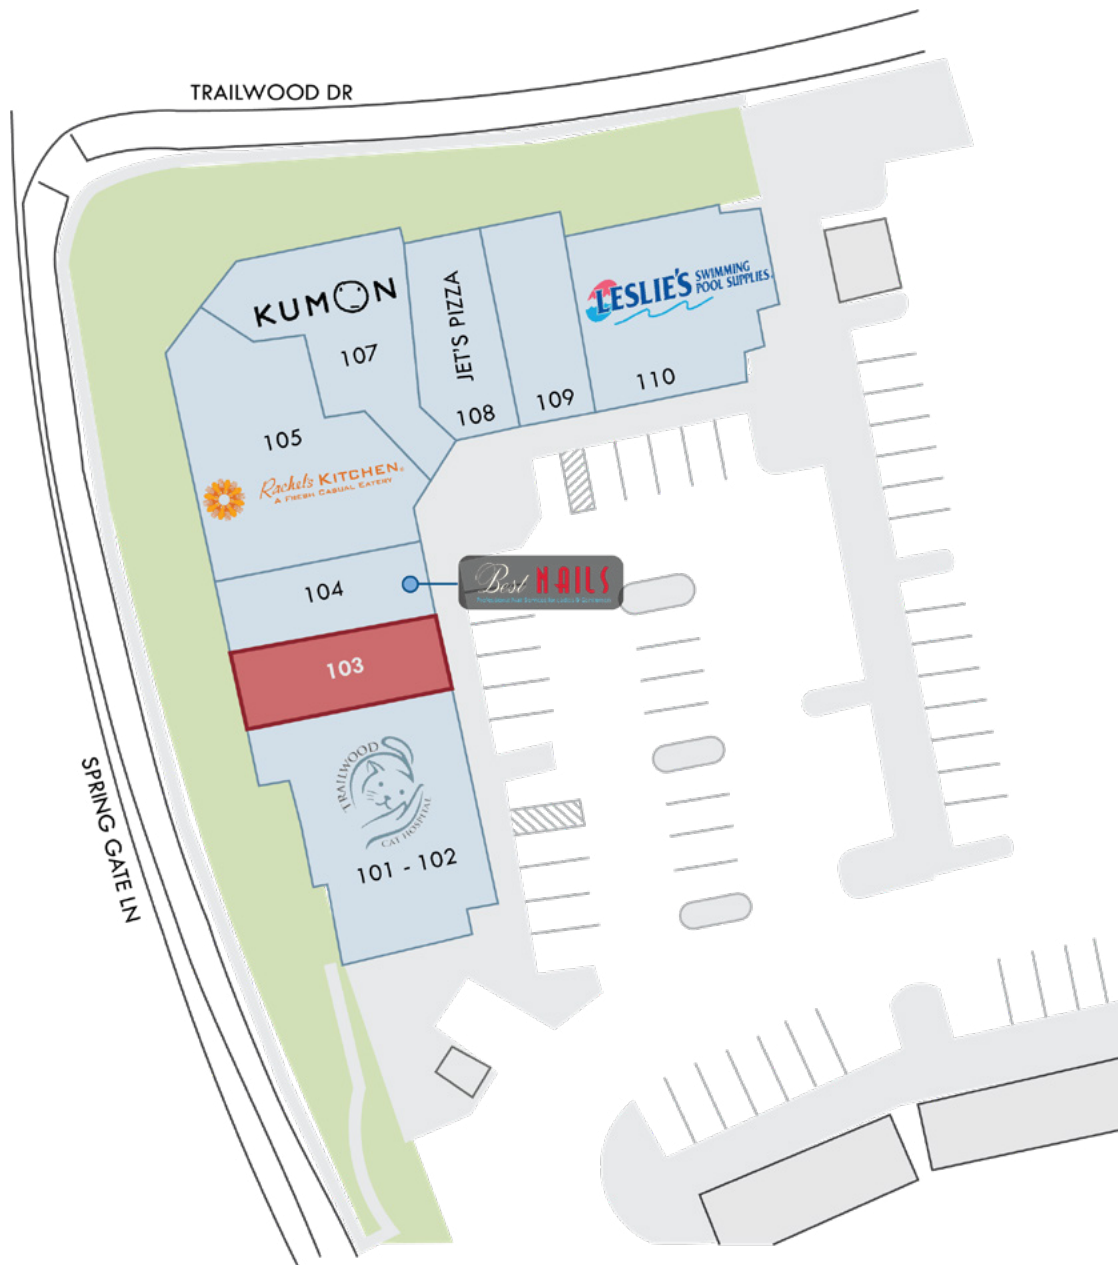 TRAILWOOD DR
KUMON
107
JET'S PIZZA
108
109
LESLIE'S SWIMMING
POOL SUPPLIES
110
105
Rachel's KITCHEN
A FRESH CASUAL EATERY
104
Best NAILS
103
TRAILWOOD
CAT HOSPITAL
101 - 102
SPRING GATE LN